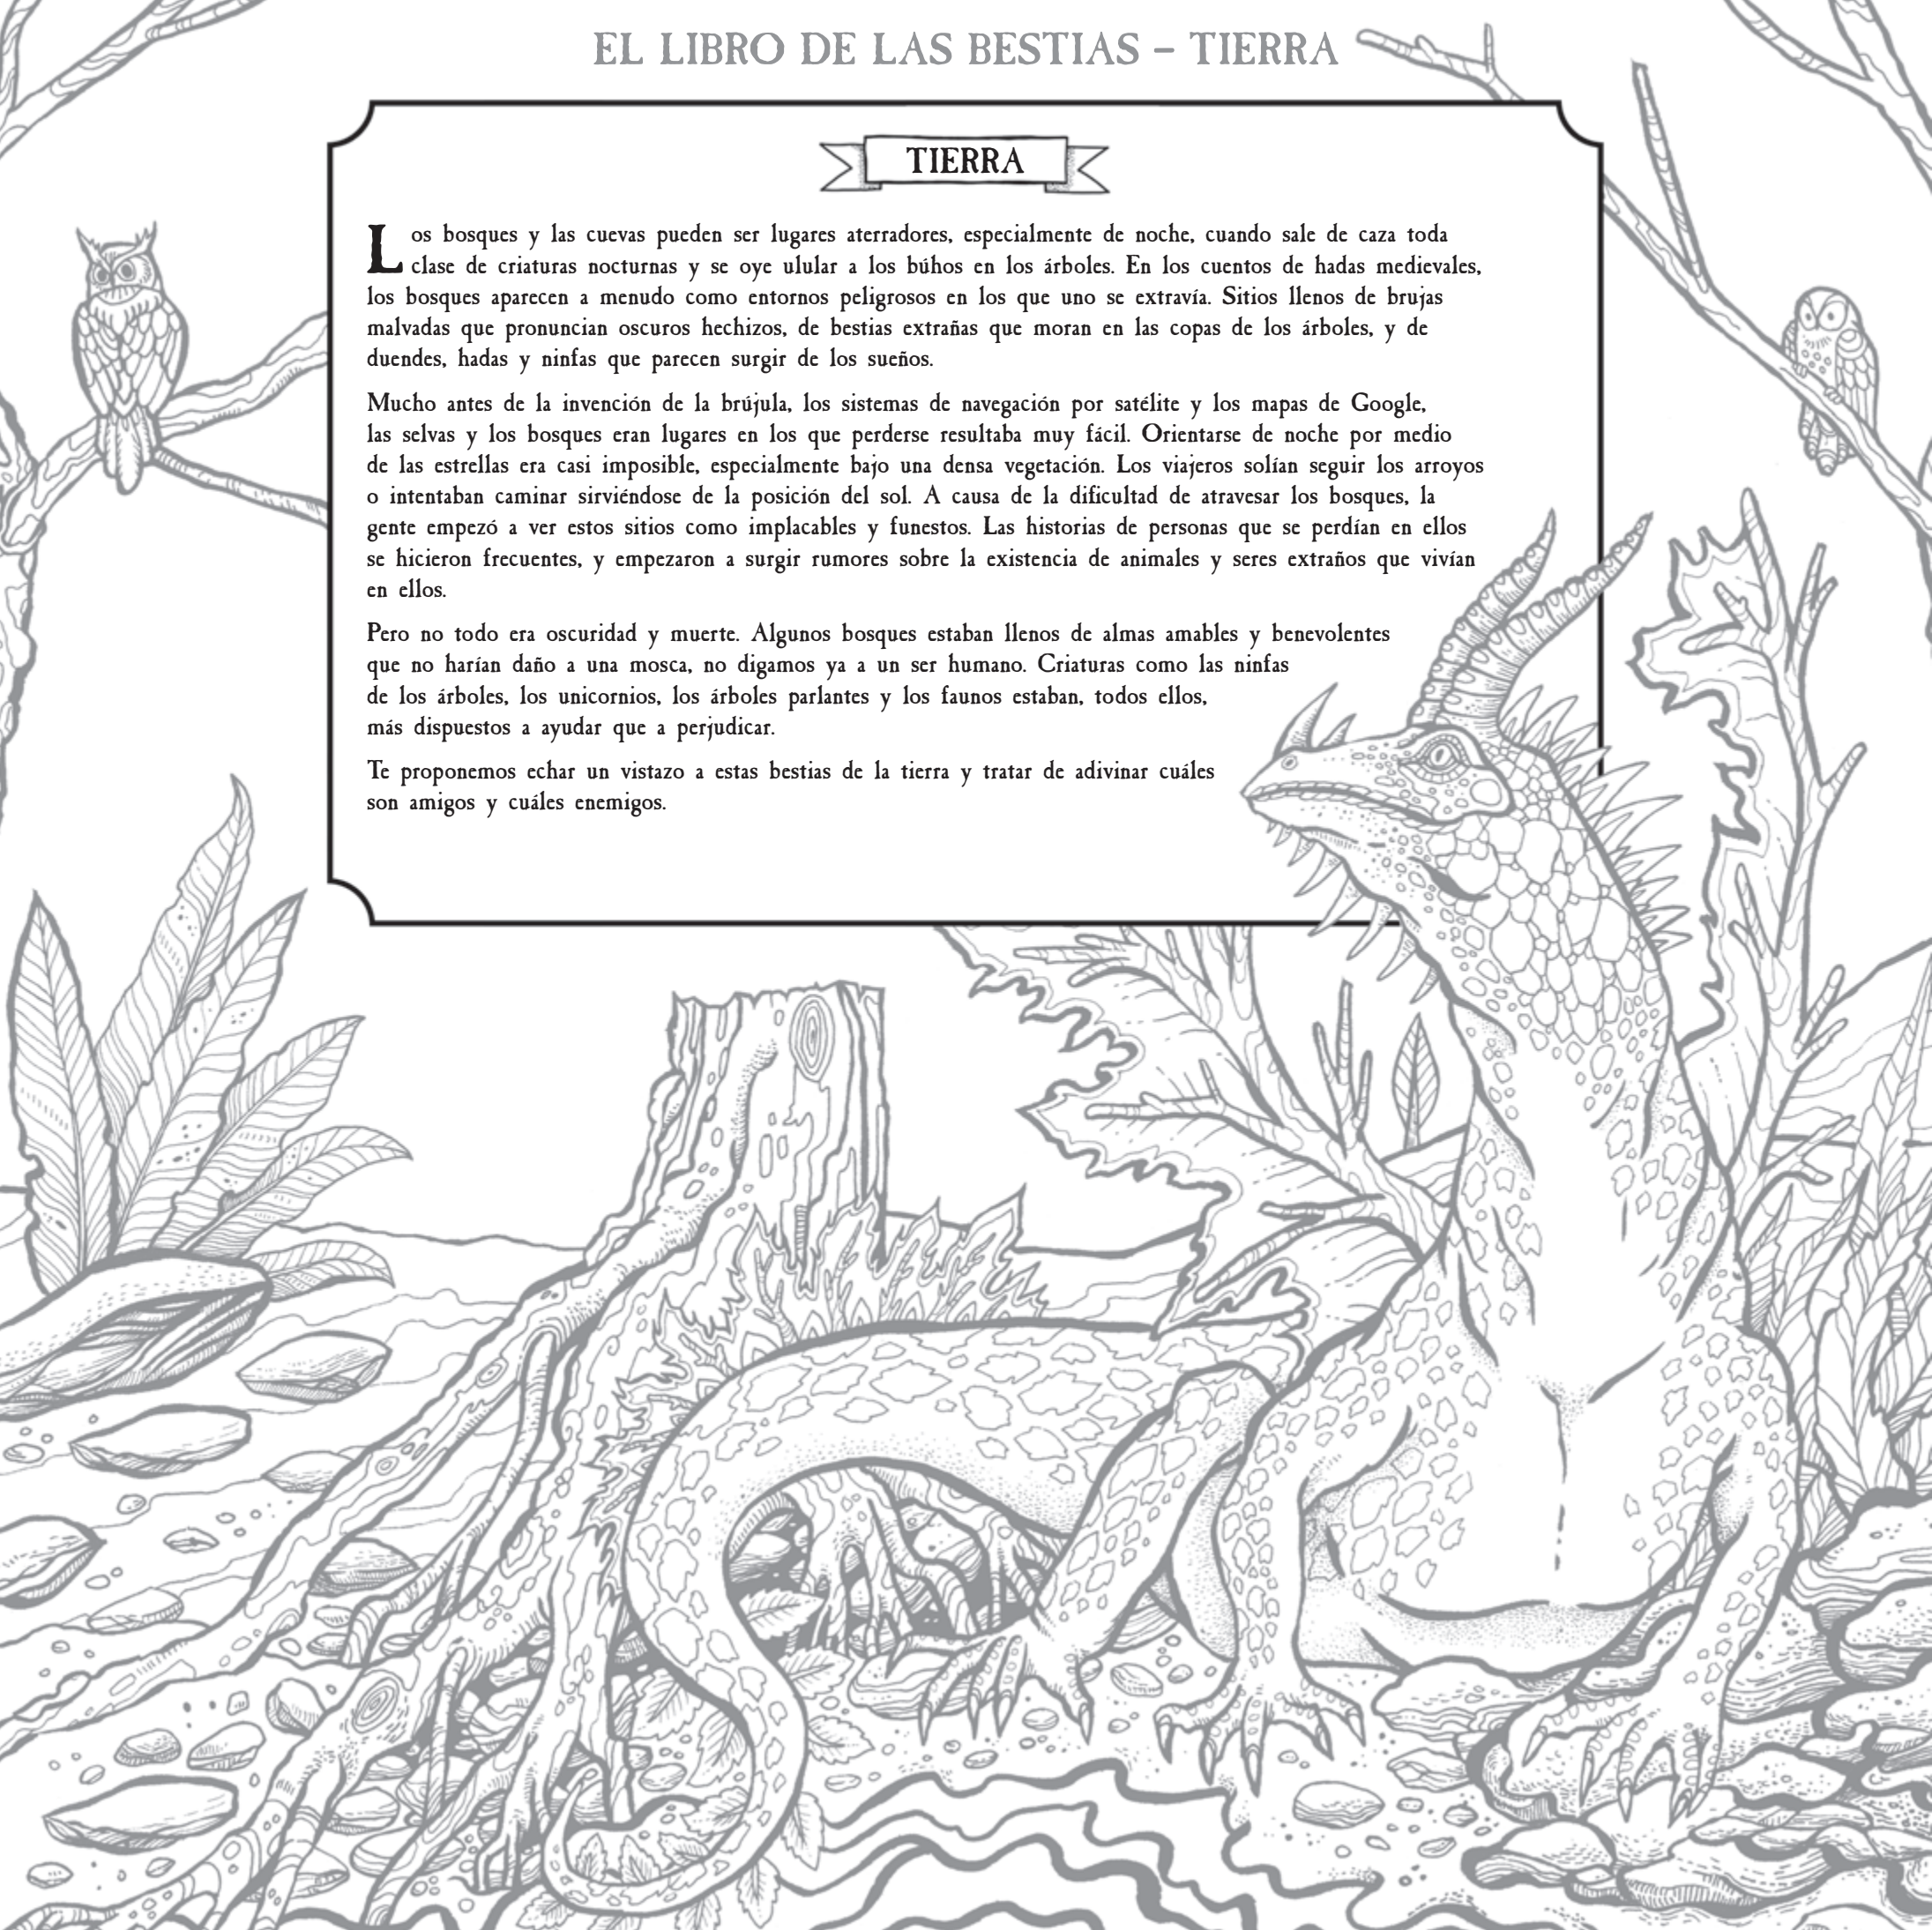 EL LIBRO DE LAS BESTIAS – TIERRA
TIERRA
Los bosques y las cuevas pueden ser lugares aterradores, especialmente de noche, cuando sale de caza toda
clase de criaturas nocturnas y se oye ulular a los búhos en los árboles. En los cuentos de hadas medievales,
los bosques aparecen a menudo como entornos peligrosos en los que uno se extravía. Sitios llenos de brujas
malvadas que pronuncian oscuros hechizos, de bestias extrañas que moran en las copas de los árboles, y de
duendes, hadas y ninfas que parecen surgir de los sueños.
Mucho antes de la invención de la brújula, los sistemas de navegación por satélite y los mapas de Google,
las selvas y los bosques eran lugares en los que perderse resultaba muy fácil. Orientarse de noche por medio
de las estrellas era casi imposible, especialmente bajo una densa vegetación. Los viajeros solían seguir los arroyos
o intentaban caminar sirviéndose de la posición del sol. A causa de la dificultad de atravesar los bosques, la
gente empezó a ver estos sitios como implacables y funestos. Las historias de personas que se perdían en ellos
se hicieron frecuentes, y empezaron a surgir rumores sobre la existencia de animales y seres extraños que vivían
en ellos.
Pero no todo era oscuridad y muerte. Algunos bosques estaban llenos de almas amables y benevolentes
que no harían daño a una mosca, no digamos ya a un ser humano. Criaturas como las ninfas
de los árboles, los unicornios, los árboles parlantes y los faunos estaban, todos ellos,
más dispuestos a ayudar que a perjudicar.
Te proponemos echar un vistazo a estas bestias de la tierra y tratar de adivinar cuáles
son amigos y cuáles enemigos.